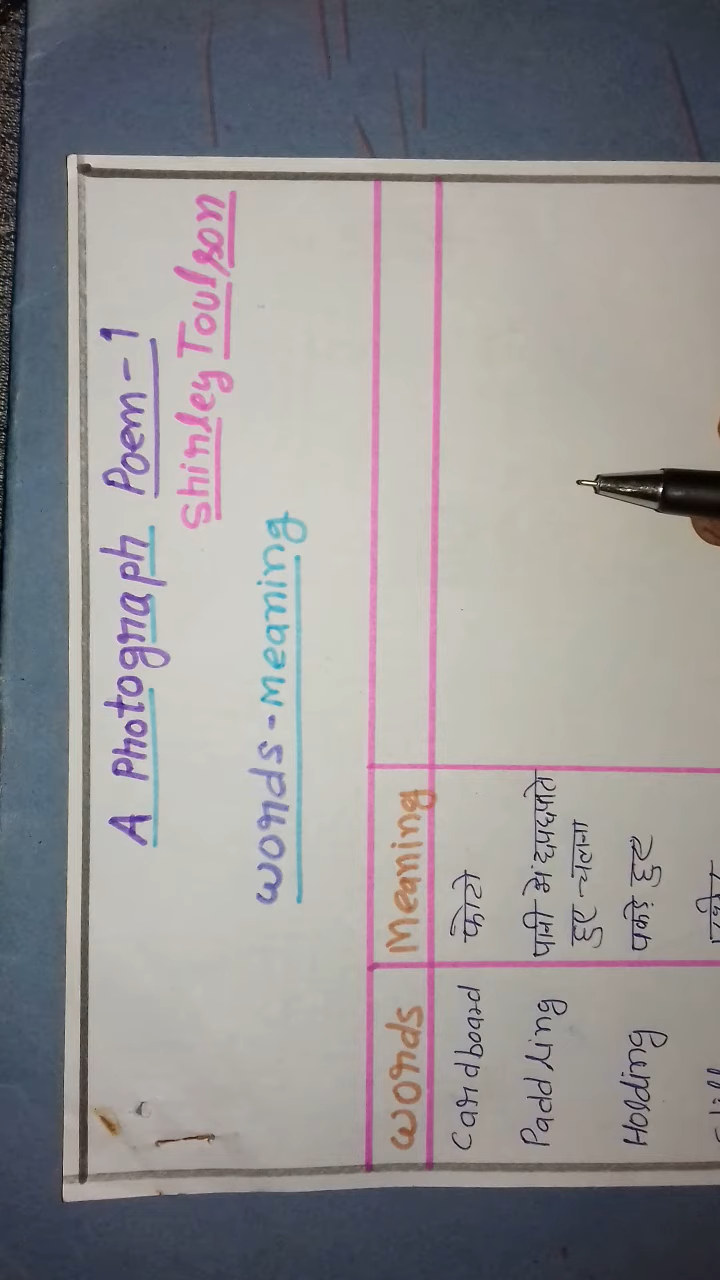 A Photograph Poem-1
Shirley Toulson
Words-Meaning
Words Meaning
Cardboard फोटो
Paddling पानी में छपछपाते
हुए चलना
Holding पकड़े हुए